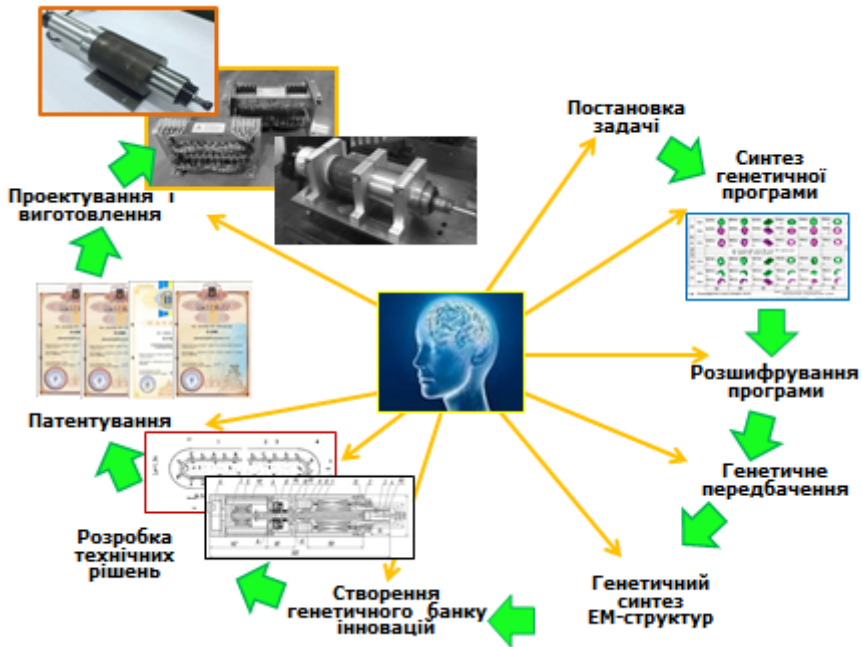 Постановка
задачі
Синтез
генетичної
програми
Розшифрування
програми
Генетичне
передбачення
Генетичний
синтез
ЕМ-структур
Створення
генетичного банку
інновацій
Розробка
технічних
рішень
Патентування
Проектування і
виготовлення